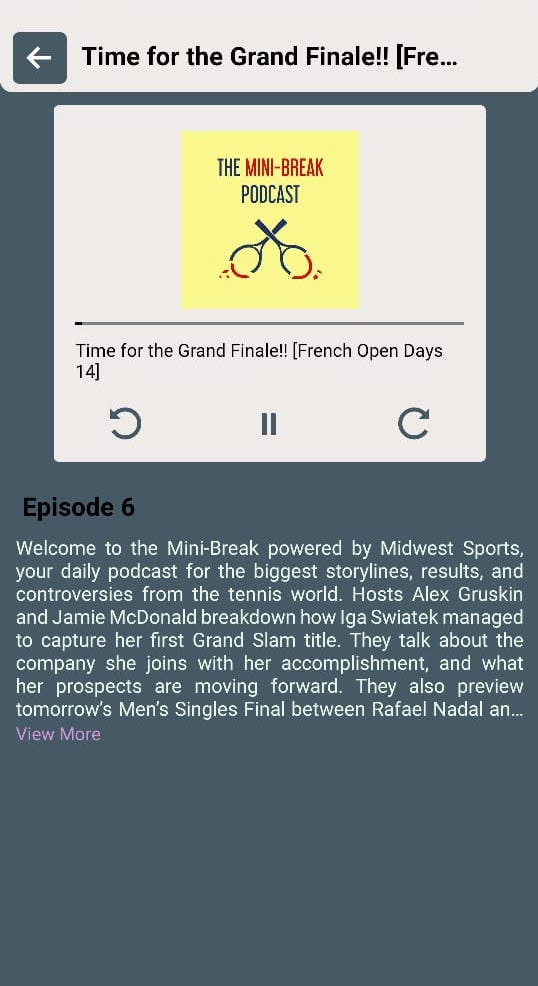 Time for the Grand Finale!! [Fre...
THE MINI-BREAK
PODCAST
Time for the Grand Finale!! [French Open Days
14]
Episode 6
Welcome to the Mini-Break powered by Midwest Sports,
your daily podcast for the biggest storylines, results, and
controversies from the tennis world. Hosts Alex Gruskin
and Jamie McDonald breakdown how Iga Swiatek managed
to capture her first Grand Slam title. They talk about the
company she joins with her accomplishment, and what
her prospects are moving forward. They also preview
tomorrow’s Men’s Singles Final between Rafael Nadal an...
View More